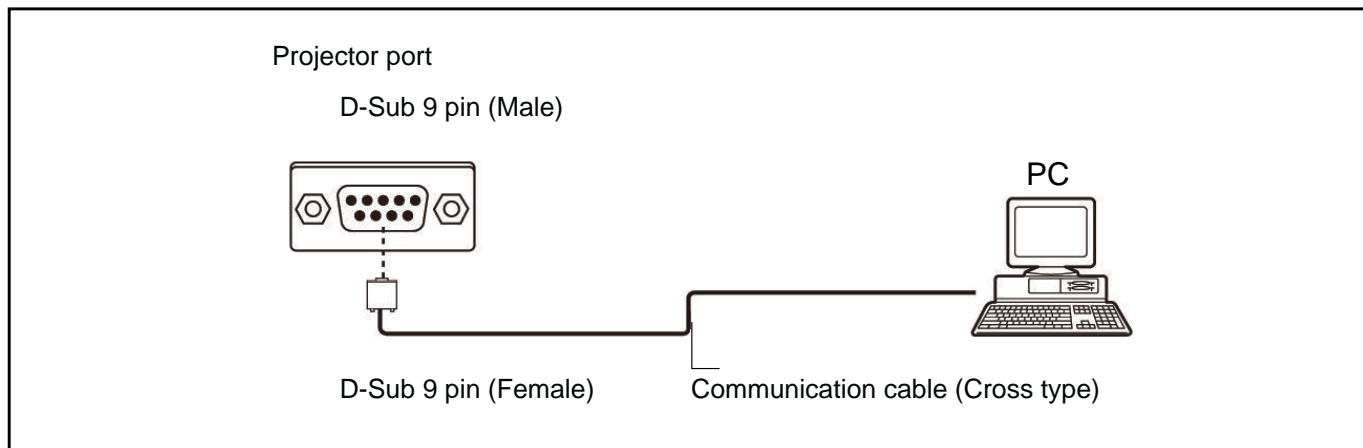 Projector port
D-Sub 9 pin (Male)
PC
D-Sub 9 pin (Female)
Communication cable (Cross type)